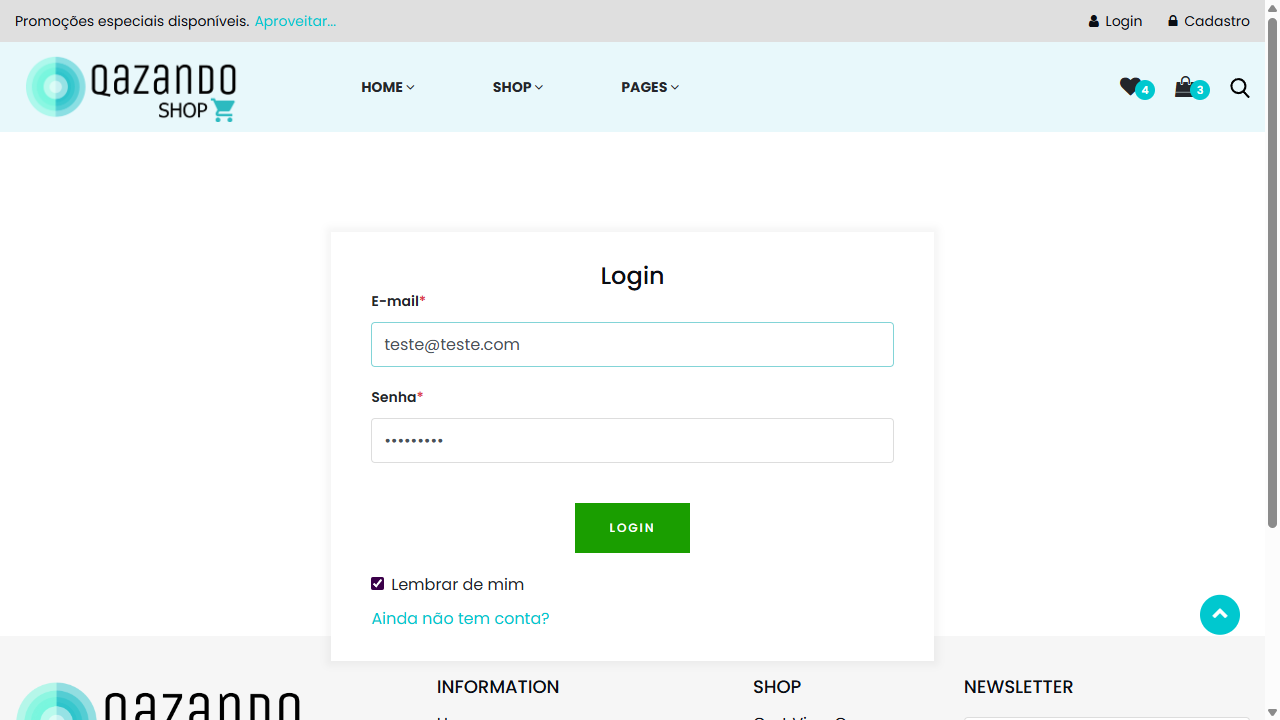 Promoções especiais disponíveis. Aproveitar...
Login
Cadastro
QAZANDO
SHOP
HOME
SHOP
PAGES
4
3
Login
E-mail*
teste@teste.com
Senha*
•••••••••
LOGIN
Lembrar de mim
Ainda não tem conta?
QAZANDO
INFORMATION
SHOP
NEWSLETTER